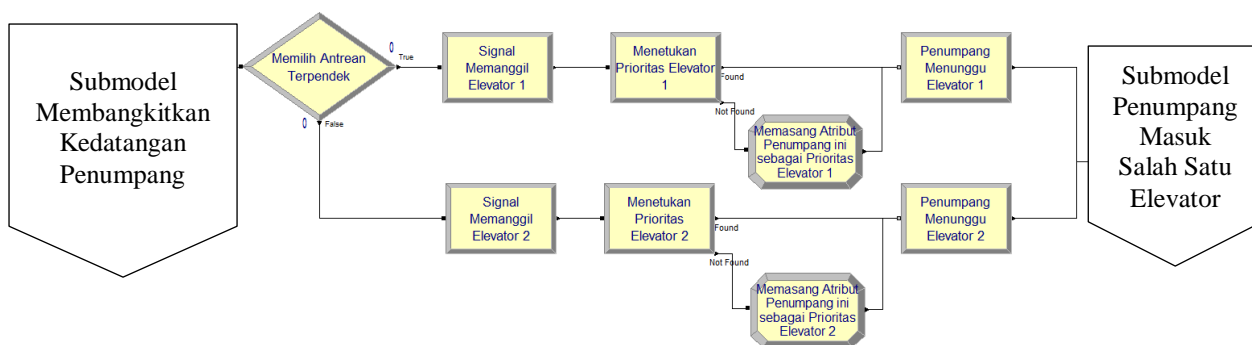 Submodel
Membangkitkan
Kedatangan
Penumpang
Memilih Antrean
Terpendek
0
True
0
False
Signal
Memanggil
Elevator 1
Menetukan
Prioritas Elevator
1
Found
Not Found
Memasang Atribut
Penumpang ini
sebagai Prioritas
Elevator 1
Penumpang
Menunggu
Elevator 1
Signal
Memanggil
Elevator 2
Menetukan
Prioritas
Elevator 2
Found
Not Found
Memasang Atribut
Penumpang ini
sebagai Prioritas
Elevator 2
Penumpang
Menunggu
Elevator 2
Submodel
Penumpang
Masuk
Salah Satu
Elevator